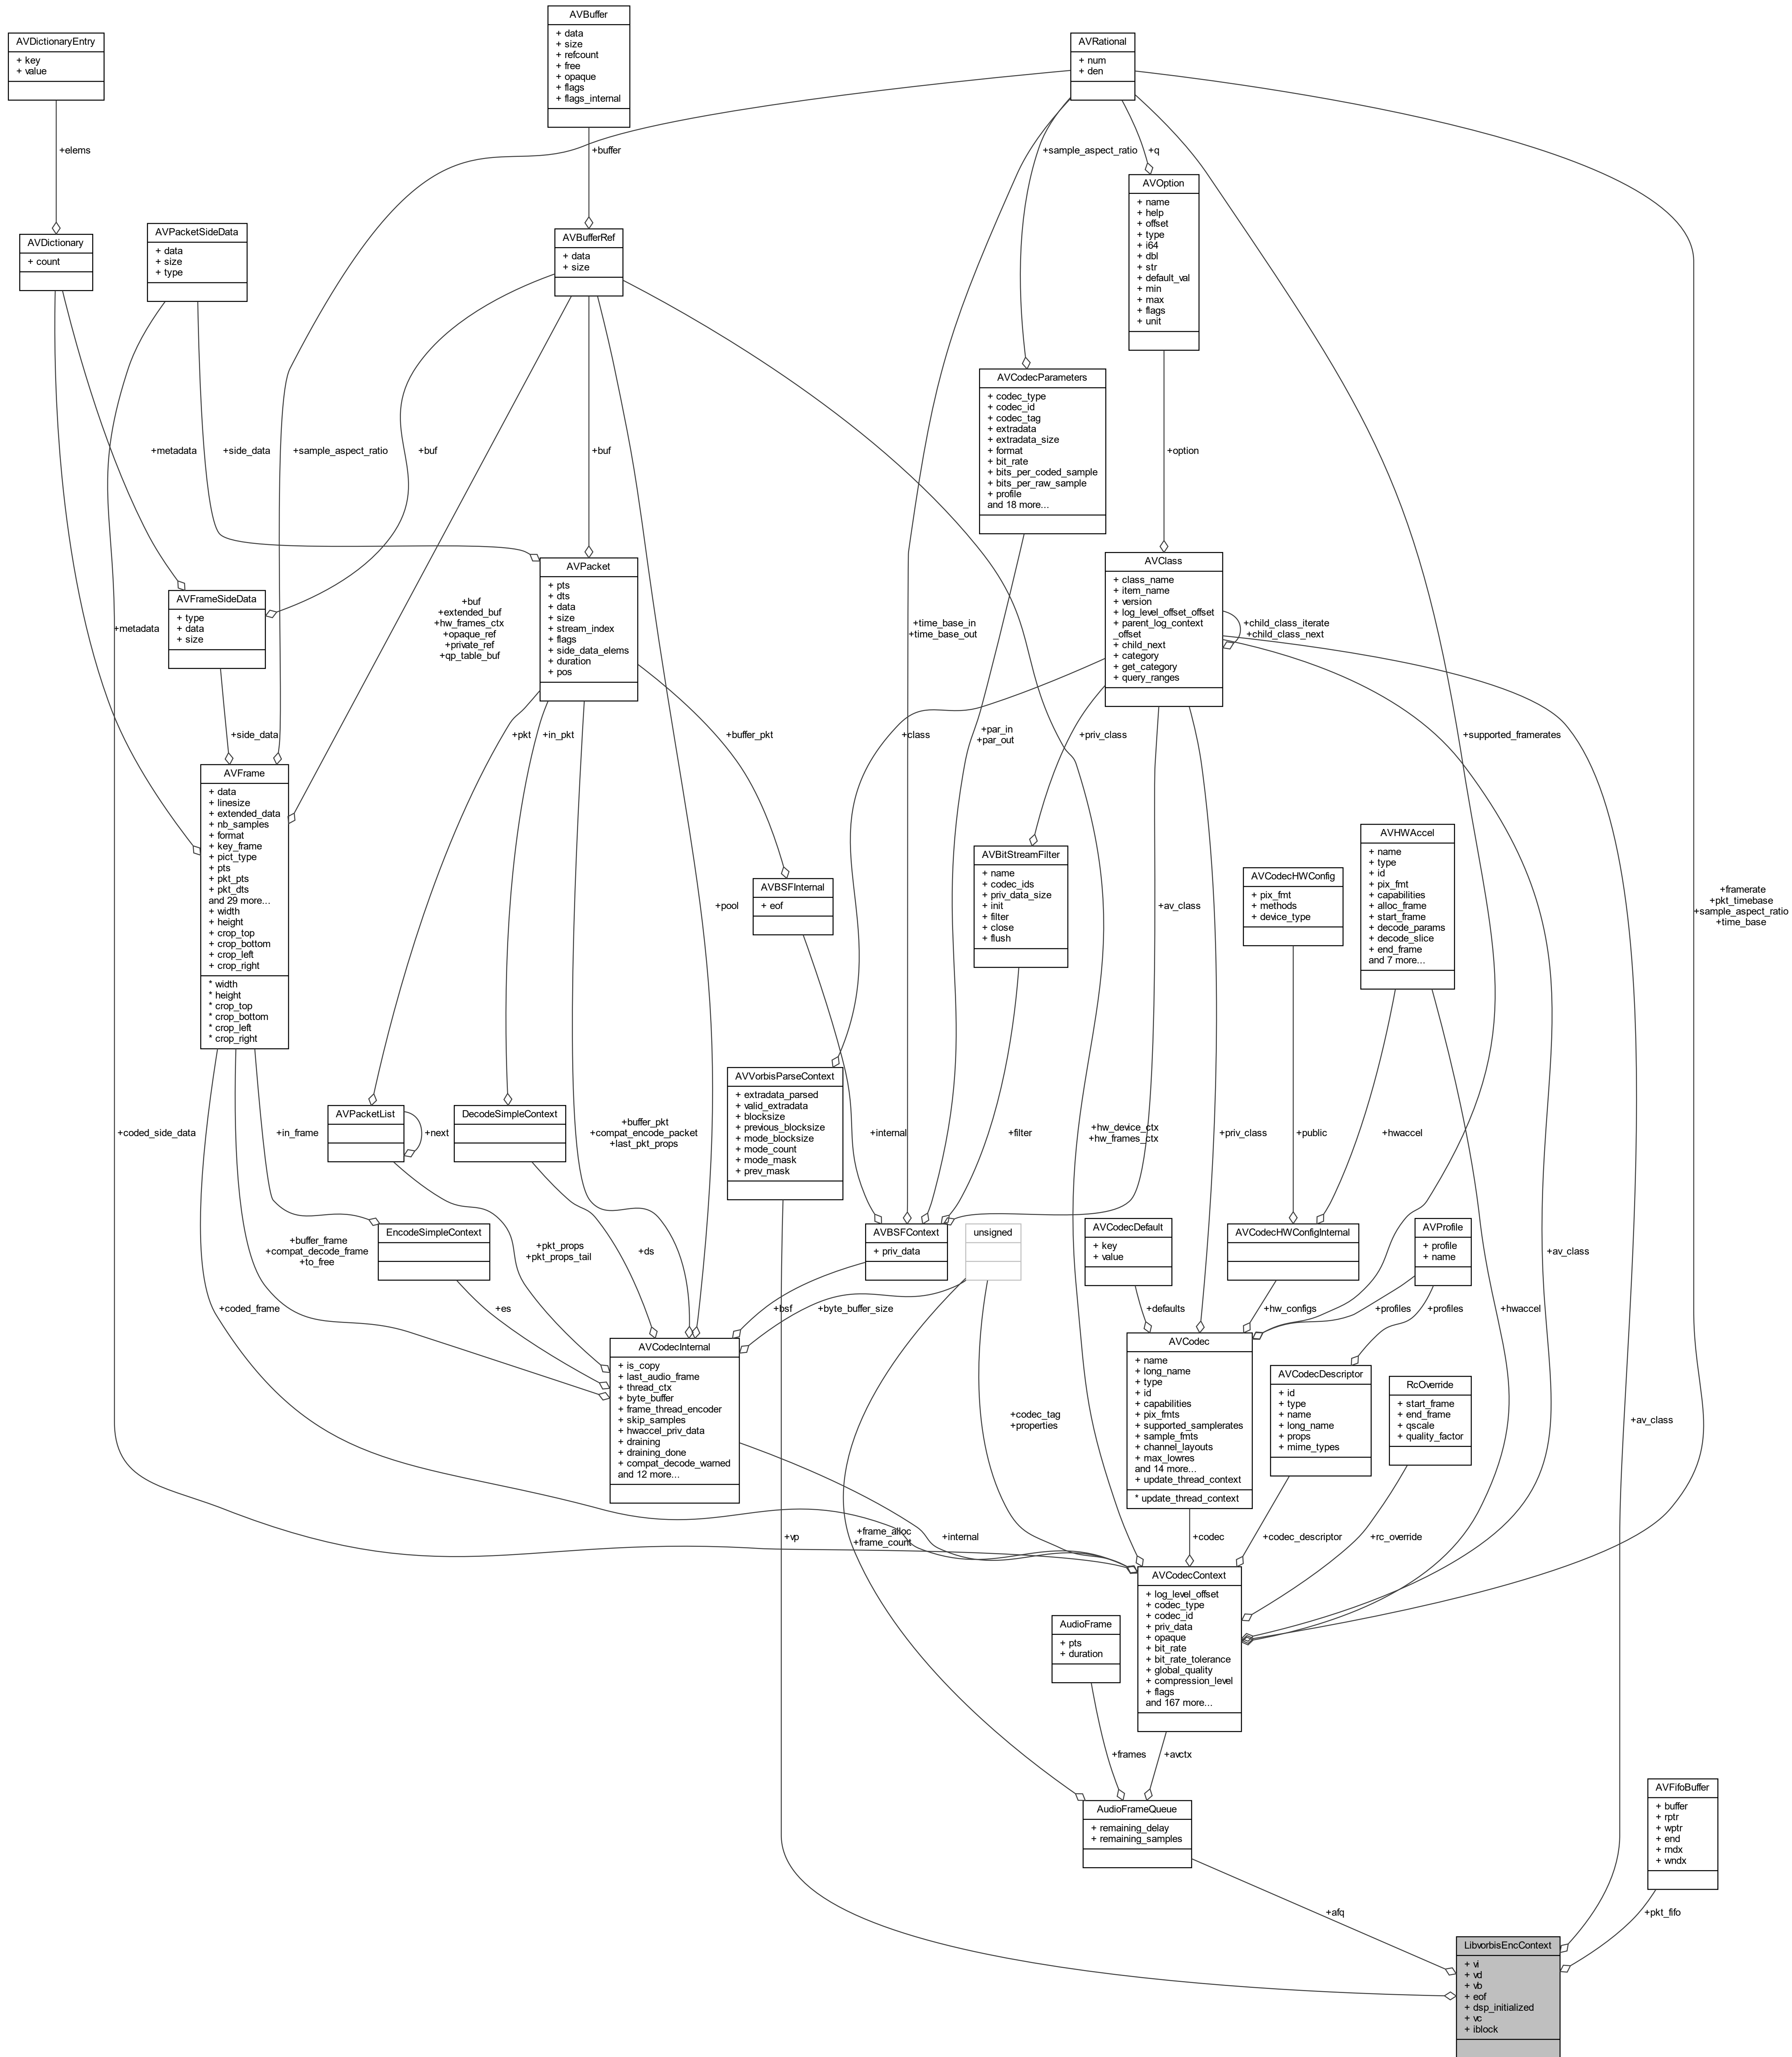 AVBuffer
+ data
+ size
+ refcount
+ free
+ opaque
+ flags
+ flags_internal
AVDictionaryEntry
+ key
+ value
AVRational
+ num
+ den
+elems
+buffer
+sample_aspect_ratio
+q
AVOption
+ name
+ help
+ offset
+ type
+ i64
+ dbl
+ str
+ default_val
+ min
+ max
+ flags
+ unit
AVDictionary
+ count
AVPacketSideData
+ data
+ size
+ type
AVBufferRef
+ data
+ size
AVCodecParameters
+ codec_type
+ codec_id
+ codec_tag
+ extradata
+ extradata_size
+ format
+ bit_rate
+ bits_per_coded_sample
+ bits_per_raw_sample
+ profile
and 18 more...
+metadata
+side_data
+sample_aspect_ratio
+buf
+buf
+option
AVPacket
+ pts
+ dts
+ data
+ size
+ stream_index
+ flags
+ side_data_elems
+ duration
+ pos
AVClass
+ class_name
+ item_name
+ version
+ log_level_offset_offset
+ parent_log_context
_offset
+ child_next
+ category
+ get_category
+ query_ranges
+child_class_iterate
+child_class_next
AVFrameSideData
+ type
+ data
+ size
+metadata
+buf
+extended_buf
+hw_frames_ctx
+opaque_ref
+private_ref
+qp_table_buf
+time_base_in
+time_base_out
+side_data
+pkt
+in_pkt
+buffer_pkt
+class
+par_in
+par_out
+priv_class
+supported_framerates
AVFrame
+ data
+ linesize
+ extended_data
+ nb_samples
+ format
+ key_frame
+ pict_type
+ pts
+ pkt_pts
+ pkt_dts
and 29 more...
+ width
+ height
+ crop_top
+ crop_bottom
+ crop_left
+ crop_right
* width
* height
* crop_top
* crop_bottom
* crop_left
* crop_right
AVBSFInternal
+ eof
+pool
AVBitStreamFilter
+ name
+ codec_ids
+ priv_data_size
+ init
+ filter
+ close
+ flush
+av_class
AVCodecHWConfig
+ pix_fmt
+ methods
+ device_type
AVHWAccel
+ name
+ type
+ id
+ pix_fmt
+ capabilities
+ alloc_frame
+ start_frame
+ decode_params
+ decode_slice
+ end_frame
and 7 more...
+framerate
+pkt_timebase
+sample_aspect_ratio
+time_base
+coded_side_data
+in_frame
AVPacketList
+next
DecodeSimpleContext
+buffer_pkt
+compat_encode_packet
+last_pkt_props
AVVorbisParseContext
+ extradata_parsed
+ valid_extradata
+ blocksize
+ previous_blocksize
+ mode_blocksize
+ mode_count
+ mode_mask
+ prev_mask
+internal
+filter
+hw_device_ctx
+hw_frames_ctx
+priv_class
+public
+hwaccel
+buffer_frame
+compat_decode_frame
+to_free
EncodeSimpleContext
+pkt_props
+pkt_props_tail
+ds
AVBSFContext
+ priv_data
unsigned
AVCodecDefault
+ key
+ value
AVCodecHWConfigInternal
AVProfile
+ profile
+ name
+av_class
+coded_frame
+es
+bsf
+byte_buffer_size
+defaults
+hw_configs
+profiles
+profiles
+hwaccel
AVCodecInternal
+ is_copy
+ last_audio_frame
+ thread_ctx
+ byte_buffer
+ frame_thread_encoder
+ skip_samples
+ hwaccel_priv_data
+ draining
+ draining_done
+ compat_decode_warned
and 12 more...
+codec_tag
+properties
AVCodec
+ name
+ long_name
+ type
+ id
+ capabilities
+ pix_fmts
+ supported_samplerates
+ sample_fmts
+ channel_layouts
+ max_lowres
and 14 more...
+ update_thread_context
* update_thread_context
AVCodecDescriptor
+ id
+ type
+ name
+ long_name
+ props
+ mime_types
RcOverride
+ start_frame
+ end_frame
+ qscale
+ quality_factor
+av_class
+vp
+frame_alloc
+frame_count
+internal
+codec
+codec_descriptor
+rc_override
AVCodecContext
+ log_level_offset
+ codec_type
+ codec_id
+ priv_data
+ opaque
+ bit_rate
+ bit_rate_tolerance
+ global_quality
+ compression_level
+ flags
and 167 more...
AudioFrame
+ pts
+ duration
+frames
+avctx
AudioFrameQueue
+ remaining_delay
+ remaining_samples
AVFifoBuffer
+ buffer
+ rptr
+ wptr
+ end
+ rndx
+ wndx
+afq
+pkt_fifo
LibvorbisEncContext
+ vi
+ vd
+ vb
+ eof
+ dsp_initialized
+ vc
+ iblock